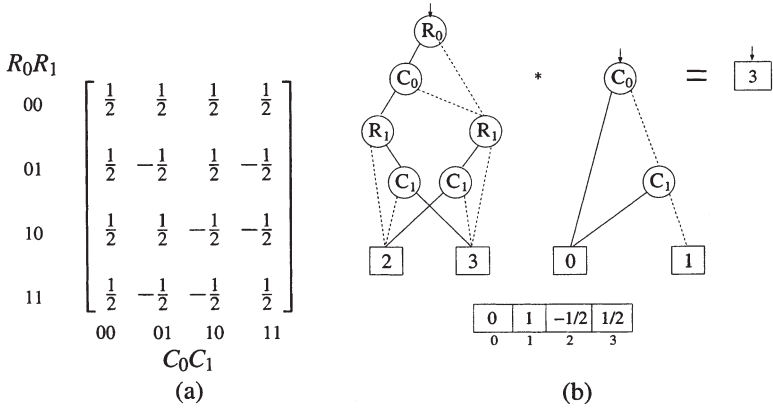 R₀R₁
00 1/2 1/2 1/2 1/2
01 1/2 −1/2 1/2 −1/2
10 1/2 1/2 −1/2 −1/2
11 1/2 −1/2 −1/2 1/2
00 01 10 11
C₀C₁
(a)
R₀
C₀ * C₀ = 3
R₁ R₁
C₁ C₁ C₁
2 3 0 1
0 1 −1/2 1/2
0 1 2 3
(b)